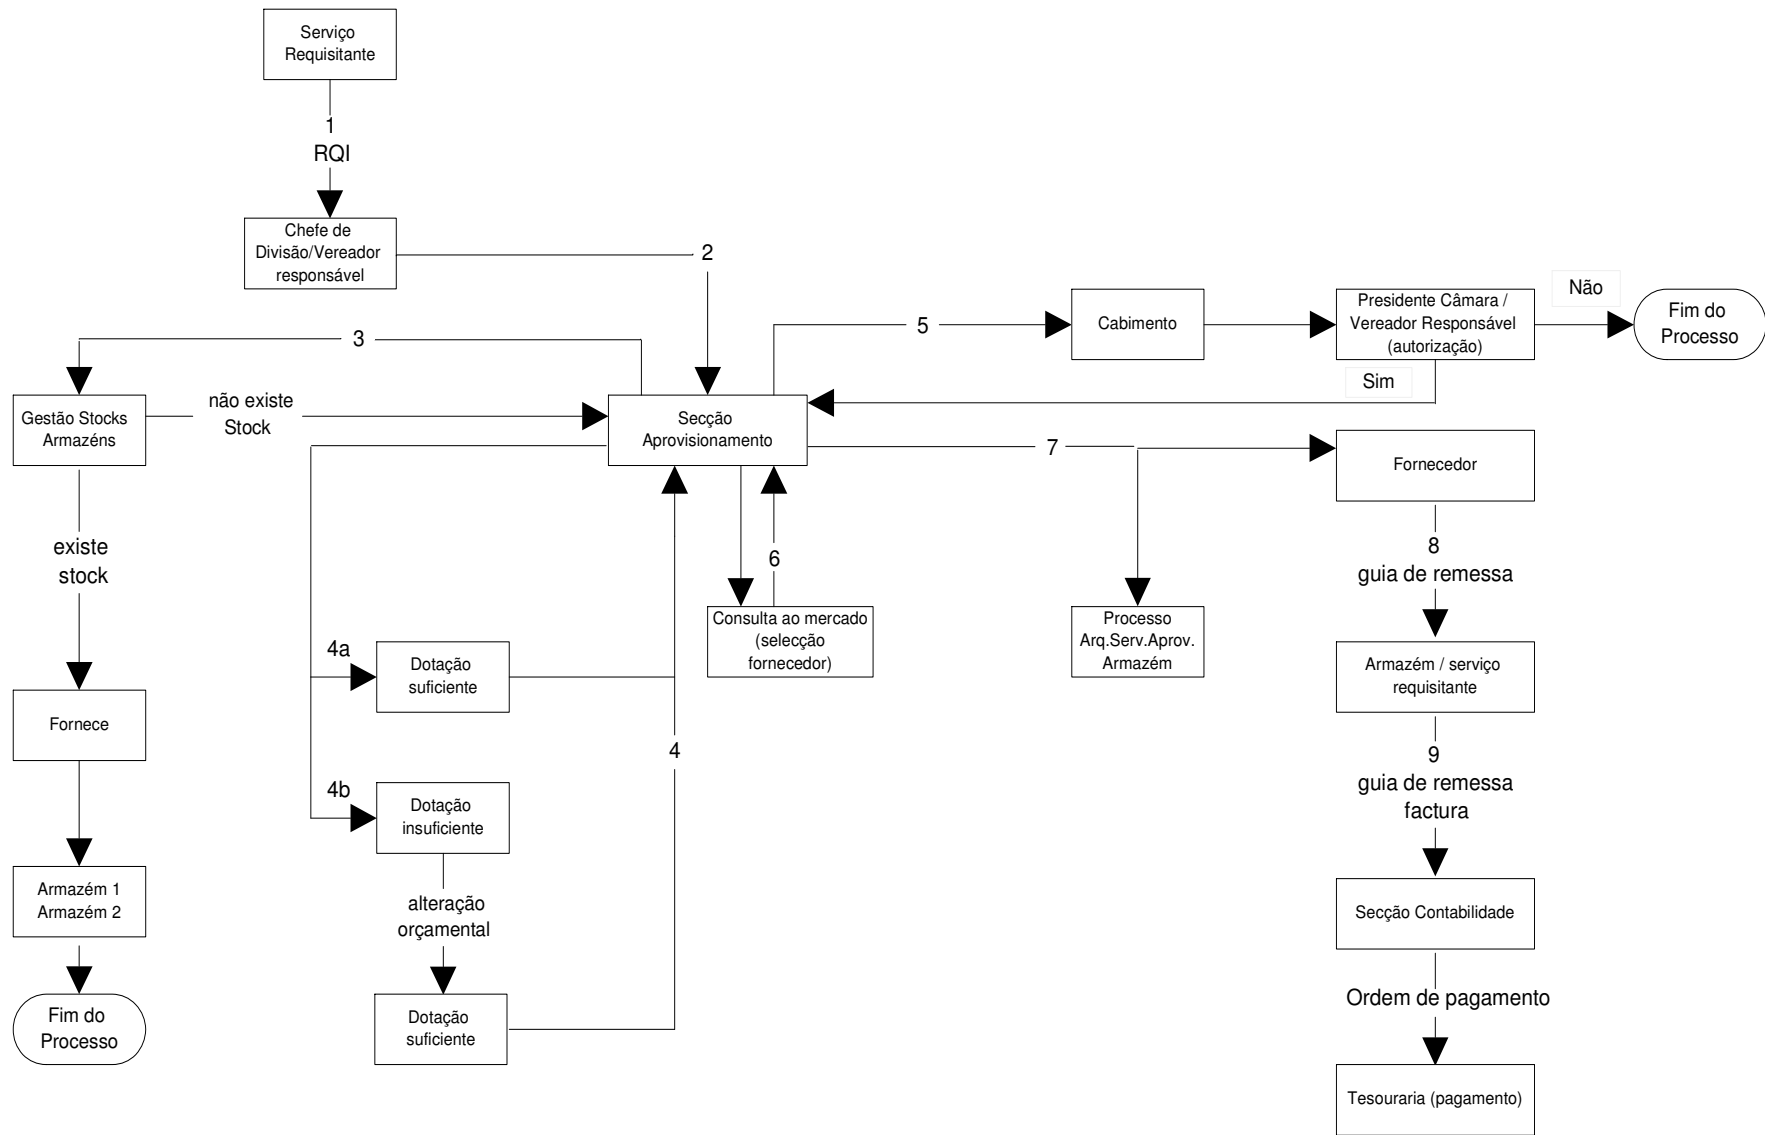 Serviço
Requisitante
1
RQI
Chefe de
Divisão/Vereador
responsável
2
3
5
Cabimento
Presidente Câmara /
Vereador Responsável
(autorização)
Não
Fim do
Processo
Sim
Gestão Stocks
Armazéns
não existe
Stock
Secção
Aprovisionamento
7
Fornecedor
existe
stock
6
8
guia de remessa
Consulta ao mercado
(selecção
fornecedor)
Processo
Arq.Serv.Aprov.
Armazém
4a
Dotação
suficiente
Armazém / serviço
requisitante
Fornece
4
9
guia de remessa
factura
4b
Dotação
insuficiente
Armazém 1
Armazém 2
alteração
orçamental
Secção Contabilidade
Fim do
Processo
Dotação
suficiente
Ordem de pagamento
Tesouraria (pagamento)